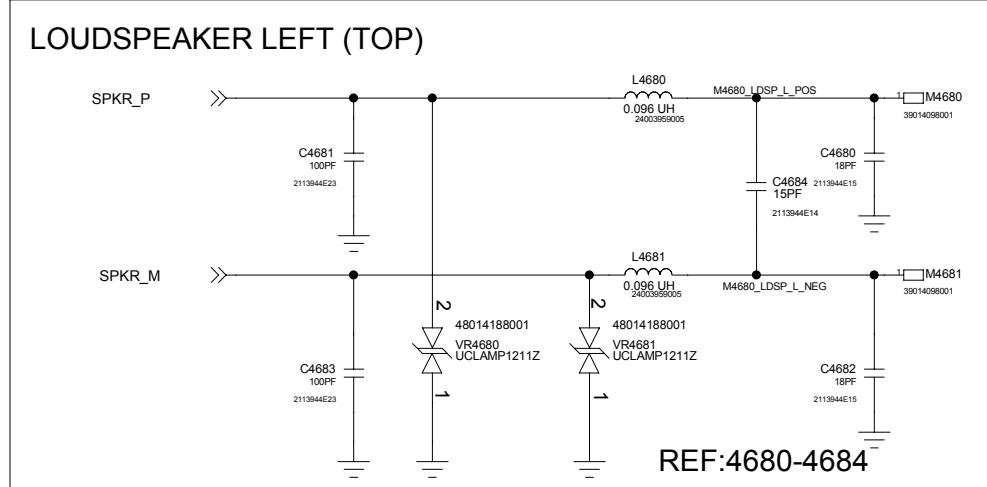 LOUDSPEAKER LEFT (TOP)
SPKR_P
L4680
0.096 UH
24003959005
M4680_LDSP_L_POS
1
M4680
39014098001
C4681
100PF
2113944E23
C4684
15PF
2113944E14
C4680
18PF
2113944E15
SPKR_M
L4681
0.096 UH
24003959005
M4680_LDSP_L_NEG
1
M4681
39014098001
2
48014188001
VR4680
UCLAMP1211Z
1
2
48014188001
VR4681
UCLAMP1211Z
1
C4683
100PF
2113944E23
C4682
18PF
2113944E15
REF:4680-4684